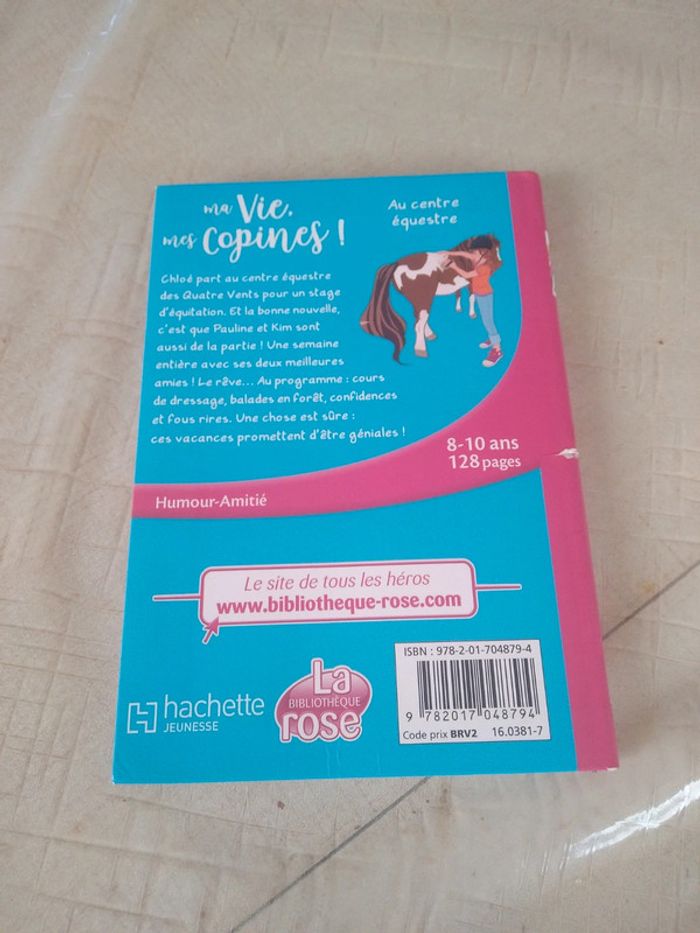 ma Vie,
mes Copines !
Au centre
équestre
Chloé part au centre équestre
des Quatre Vents pour un stage
d'équitation. Et la bonne nouvelle,
c'est que Pauline et Kim sont
aussi de la partie ! Une semaine
entière avec ses deux meilleures
amies ! Le rêve... Au programme : cours
de dressage, balades en forêt, confidences
et fous rires. Une chose est sûre :
ces vacances promettent d'être géniales !
8-10 ans
128 pages
Humour-Amitié
Le site de tous les héros
www.bibliotheque-rose.com
hachette
JEUNESSE
La
BIBLIOTHÈQUE
rose
ISBN : 978-2-01-704879-4
9 782017 048794
Code prix BRV2 16.0381-7